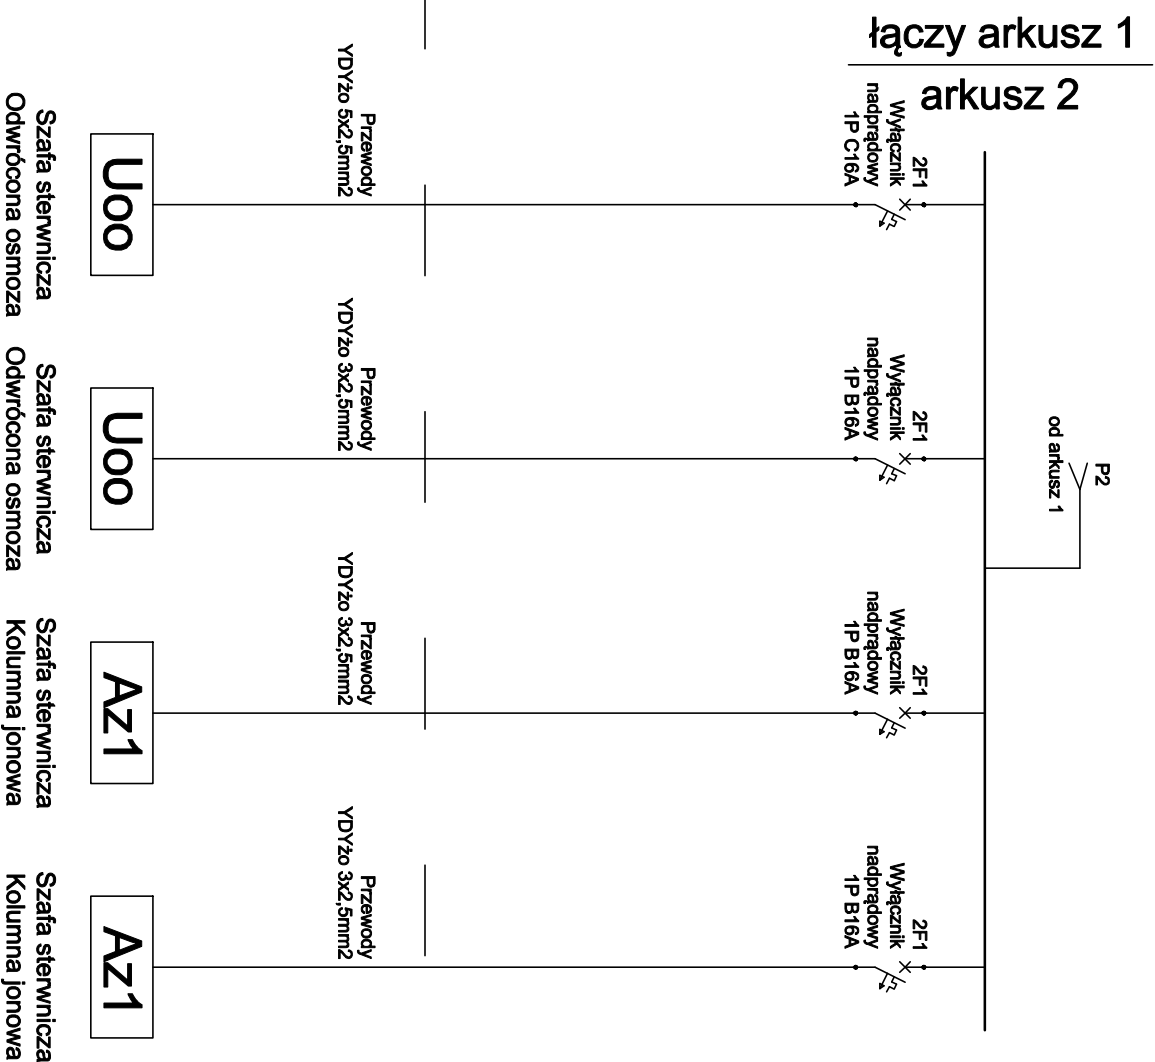 łączy arkusz 1
arkusz 2
P2
od arkusz 1
2F1
Wyłącznik
nadprądowy
1P C16A
Przewody
YDYżo 5x2,5mm2
Uoo
Szafa sterwnicza
Odwrócona osmoza
2F1
Wyłącznik
nadprądowy
1P B16A
Przewody
YDYżo 3x2,5mm2
Uoo
Szafa sterwnicza
Odwrócona osmoza
2F1
Wyłącznik
nadprądowy
1P B16A
Przewody
YDYżo 3x2,5mm2
Az1
Szafa sterwnicza
Kolumna jonowa
2F1
Wyłącznik
nadprądowy
1P B16A
Przewody
YDYżo 3x2,5mm2
Az1
Szafa sterwnicza
Kolumna jonowa